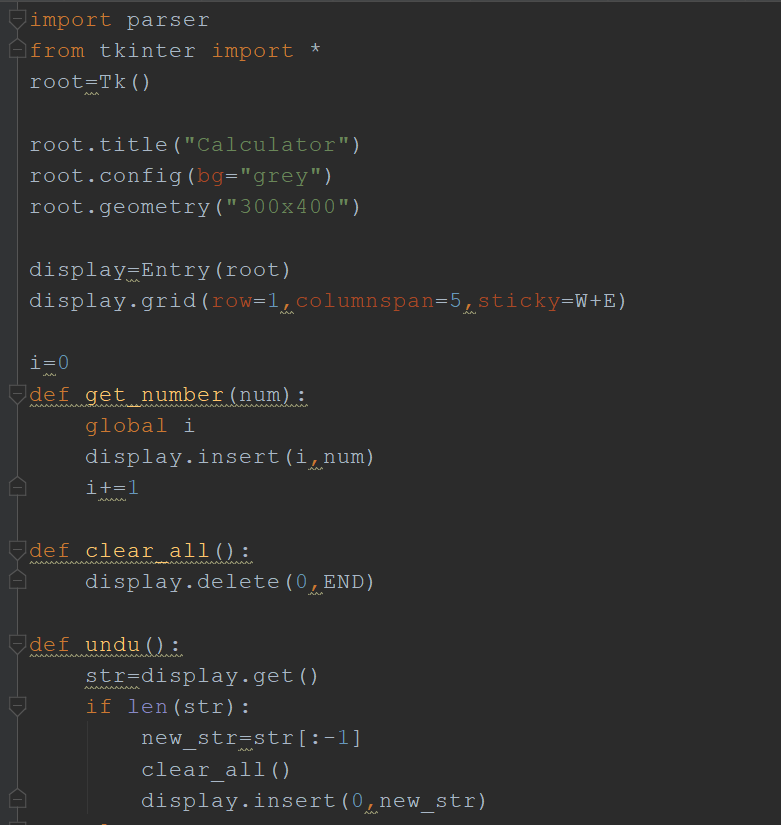 import parser
from tkinter import *
root=Tk()
root.title("Calculator")
root.config(bg="grey")
root.geometry("300x400")
display=Entry(root)
display.grid(row=1,columnspan=5,sticky=W+E)
i=0
def get_number(num):
    global i
    display.insert(i,num)
    i+=1
def clear_all():
    display.delete(0,END)
def undu():
    str=display.get()
    if len(str):
        new_str=str[:-1]
        clear_all()
        display.insert(0,new_str)